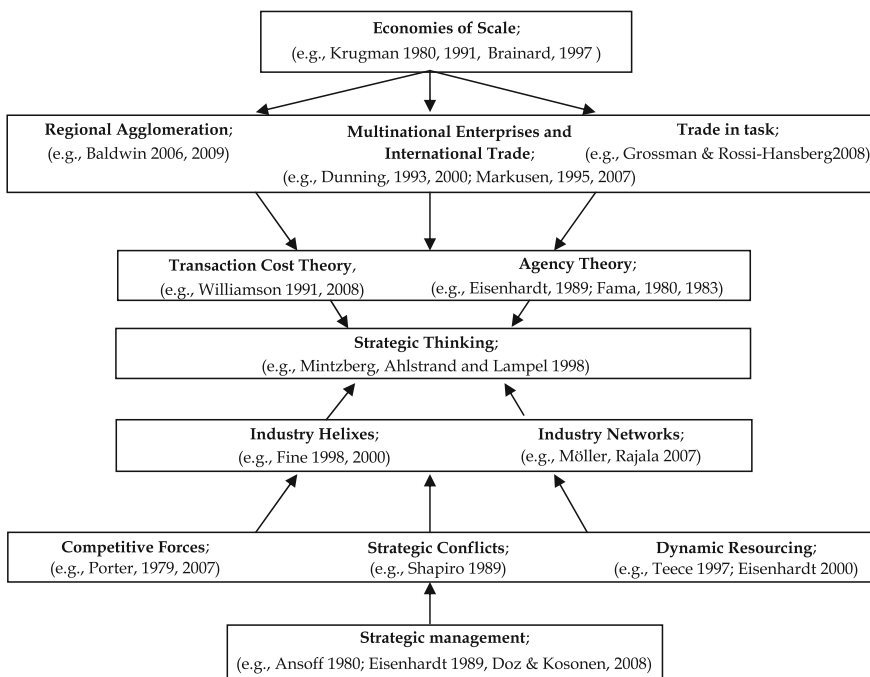 Economies of Scale;
(e.g., Krugman 1980, 1991, Brainard, 1997 )
Regional Agglomeration;
(e.g., Baldwin 2006, 2009)
Multinational Enterprises and
International Trade;
(e.g., Dunning, 1993, 2000; Markusen, 1995, 2007)
Trade in task;
(e.g., Grossman & Rossi-Hansberg2008)
Transaction Cost Theory,
(e.g., Williamson 1991, 2008)
Agency Theory;
(e.g., Eisenhardt, 1989; Fama, 1980, 1983)
Strategic Thinking;
(e.g., Mintzberg, Ahlstrand and Lampel 1998)
Industry Helixes;
(e.g., Fine 1998, 2000)
Industry Networks;
(e.g., Möller, Rajala 2007)
Competitive Forces;
(e.g., Porter, 1979, 2007)
Strategic Conflicts;
(e.g., Shapiro 1989)
Dynamic Resourcing;
(e.g., Teece 1997; Eisenhardt 2000)
Strategic management;
(e.g., Ansoff 1980; Eisenhardt 1989, Doz & Kosonen, 2008)